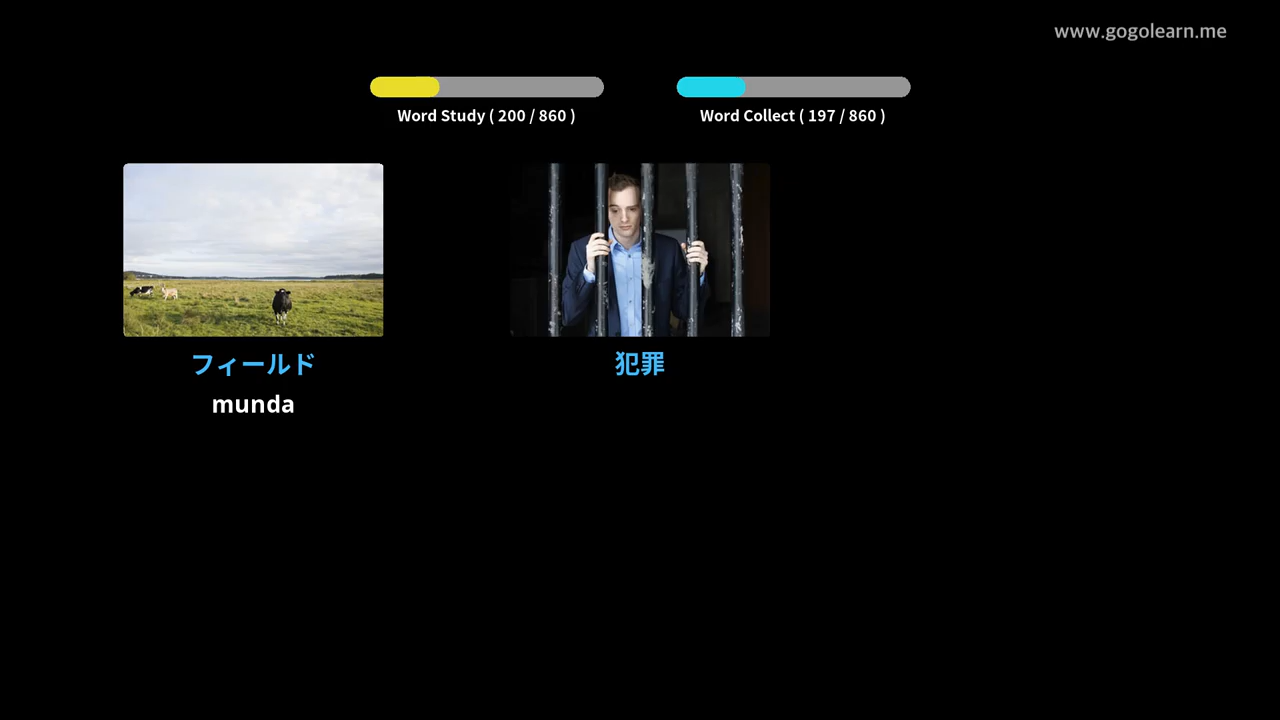 www.gogolearn.me
Word Study ( 200 / 860 )
Word Collect ( 197 / 860 )
フィールド
munda
犯罪